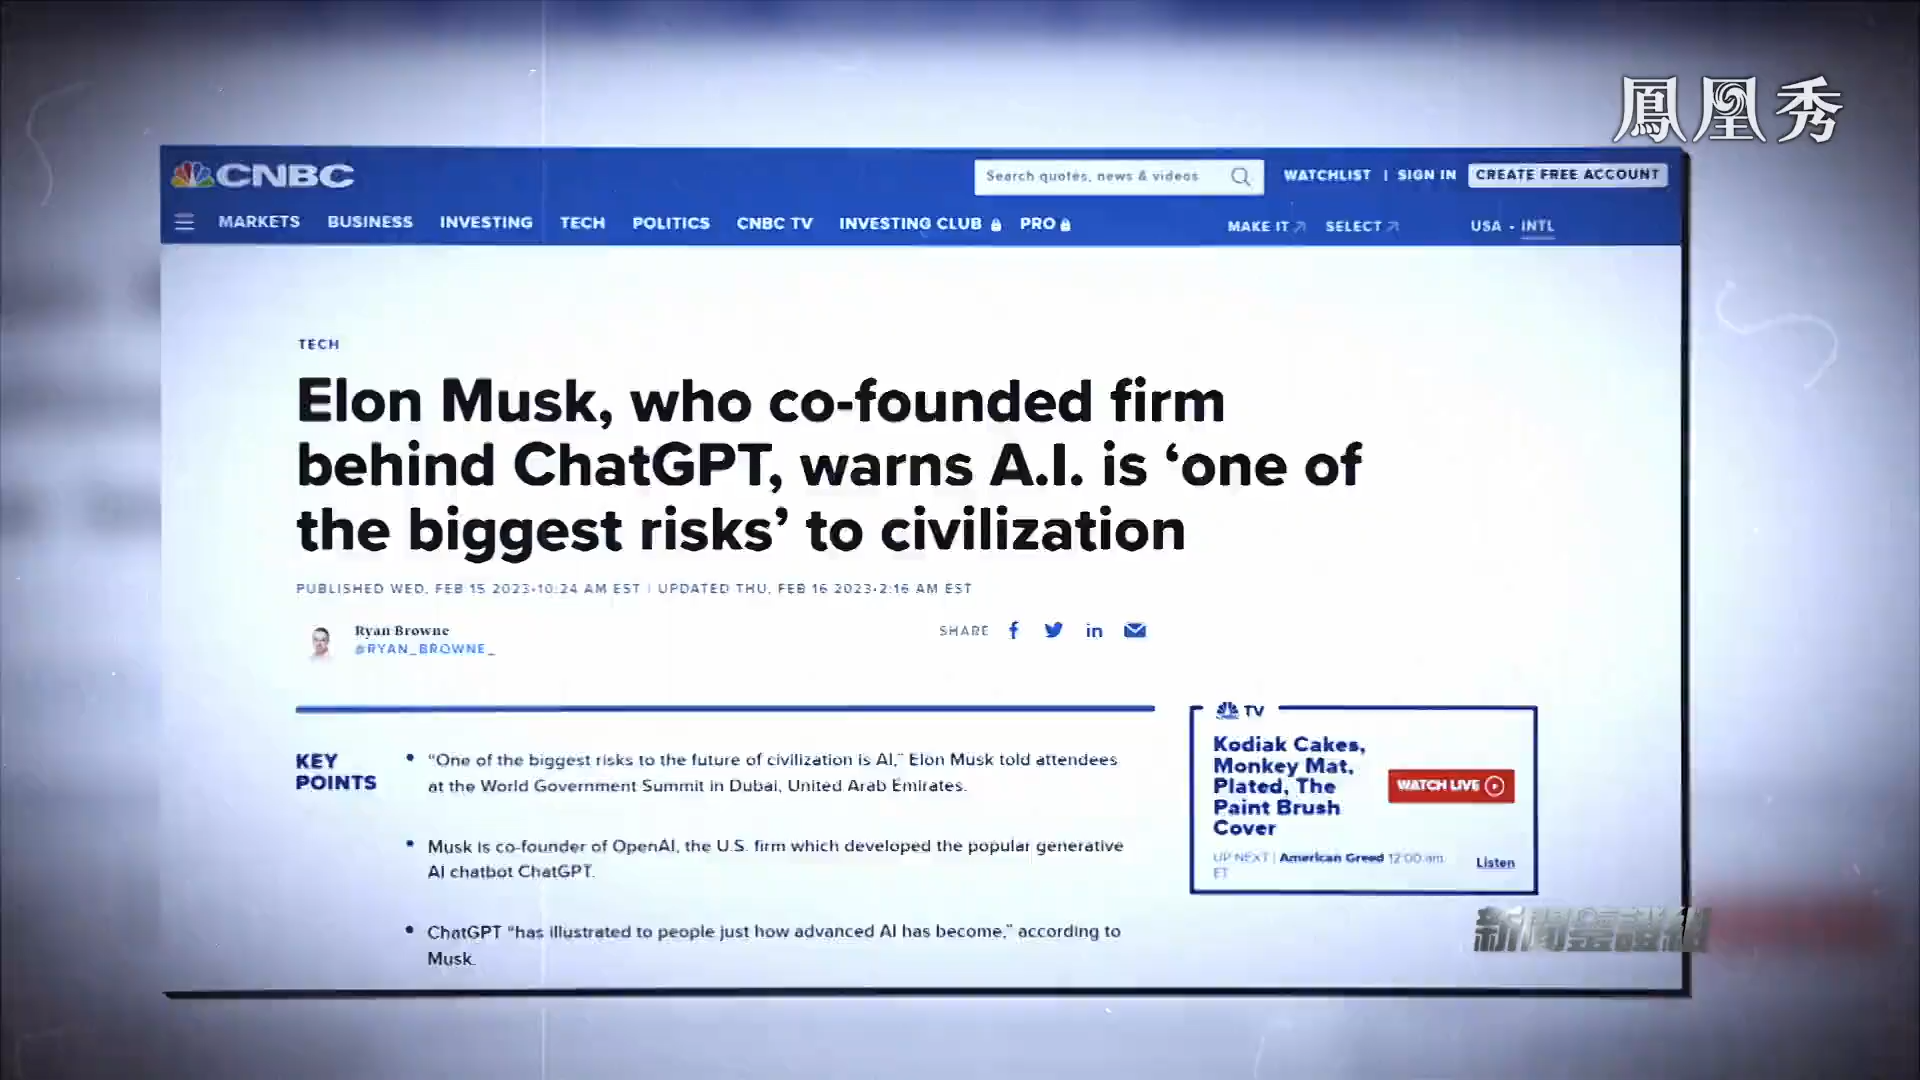 鳳凰秀
CNBC
Search quotes, news & videos
WATCHLIST | SIGN IN
CREATE FREE ACCOUNT
MARKETS BUSINESS INVESTING TECH POLITICS CNBC TV INVESTING CLUB PRO
MAKE IT SELECT
USA • INTL
TECH
Elon Musk, who co-founded firm
behind ChatGPT, warns A.I. is ‘one of
the biggest risks’ to civilization
PUBLISHED WED, FEB 15 2023•10:24 AM EST | UPDATED THU, FEB 16 2023•2:16 AM EST
Ryan Browne
@RYAN_BROWNE_
SHARE
KEY
POINTS
• “One of the biggest risks to the future of civilization is AI,” Elon Musk told attendees
at the World Government Summit in Dubai, United Arab Emirates.
• Musk is co-founder of OpenAI, the U.S. firm which developed the popular generative
AI chatbot ChatGPT.
• ChatGPT “has illustrated to people just how advanced AI has become,” according to
Musk.
TV
Kodiak Cakes,
Monkey Mat,
Plated, The
Paint Brush
Cover
WATCH LIVE
UP NEXT | American Greed 12:00 am
ET
Listen
新聞鑒證組